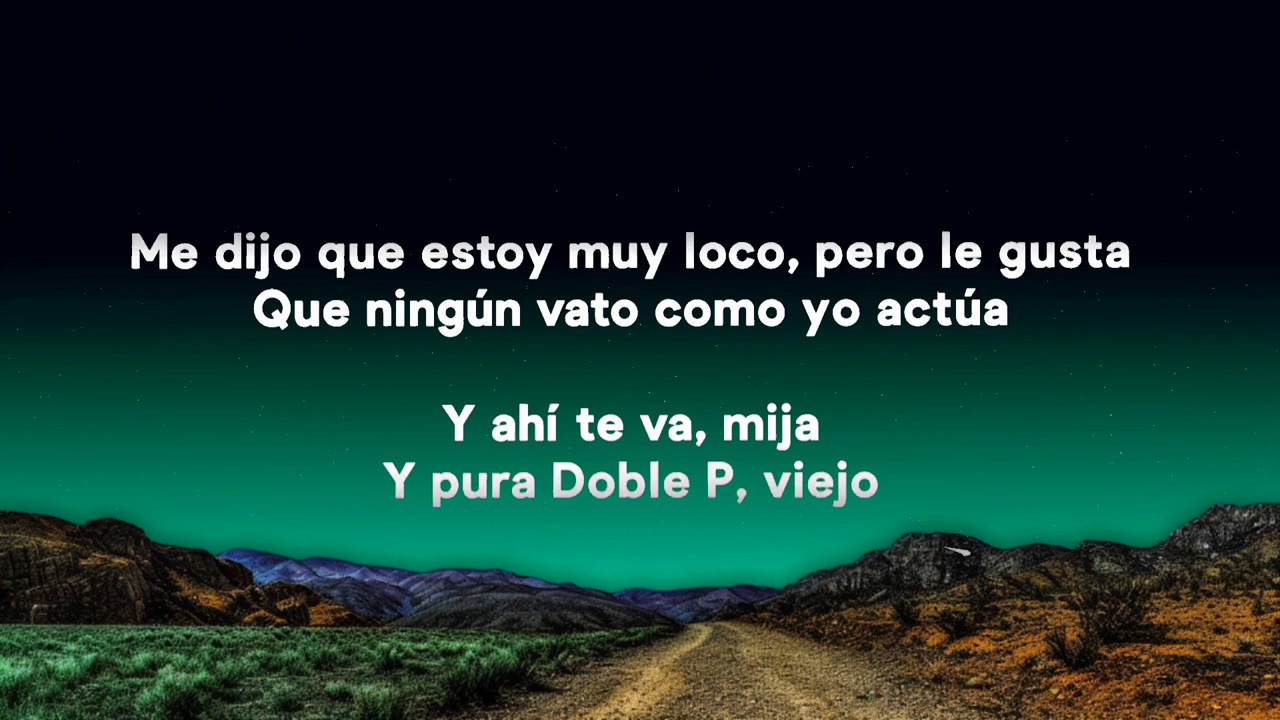 Me dijo que estoy muy loco, pero le gusta
Que ningún vato como yo actúa
Y ahí te va, mija
Y pura Doble P, viejo